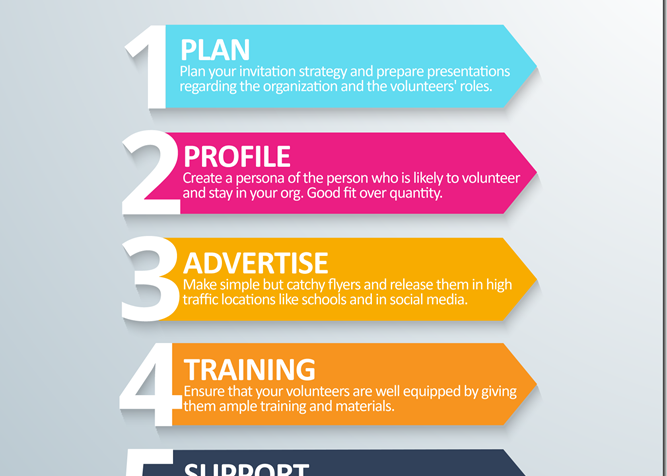 1
PLAN
Plan your invitation strategy and prepare presentations
regarding the organization and the volunteers' roles.
2
PROFILE
Create a persona of the person who is likely to volunteer
and stay in your org. Good fit over quantity.
3
ADVERTISE
Make simple but catchy flyers and release them in high
traffic locations like schools and in social media.
4
TRAINING
Ensure that your volunteers are well equipped by giving
them ample training and materials.
5
SUPPORT